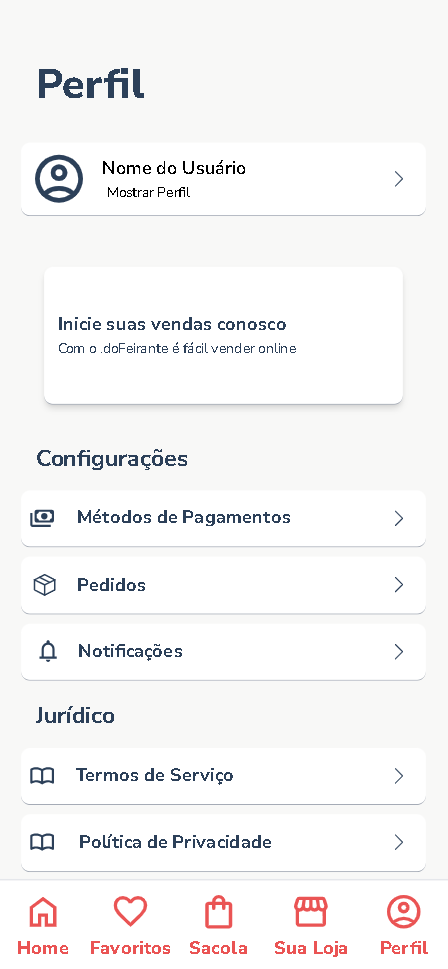 Perfil
Nome do Usuário
Mostrar Perfil
Inicie suas vendas conosco
Com o .doFeirante é fácil vender online
Configurações
Métodos de Pagamentos
Pedidos
Notificações
Jurídico
Termos de Serviço
Política de Privacidade
Home Favoritos Sacola Sua Loja Perfil